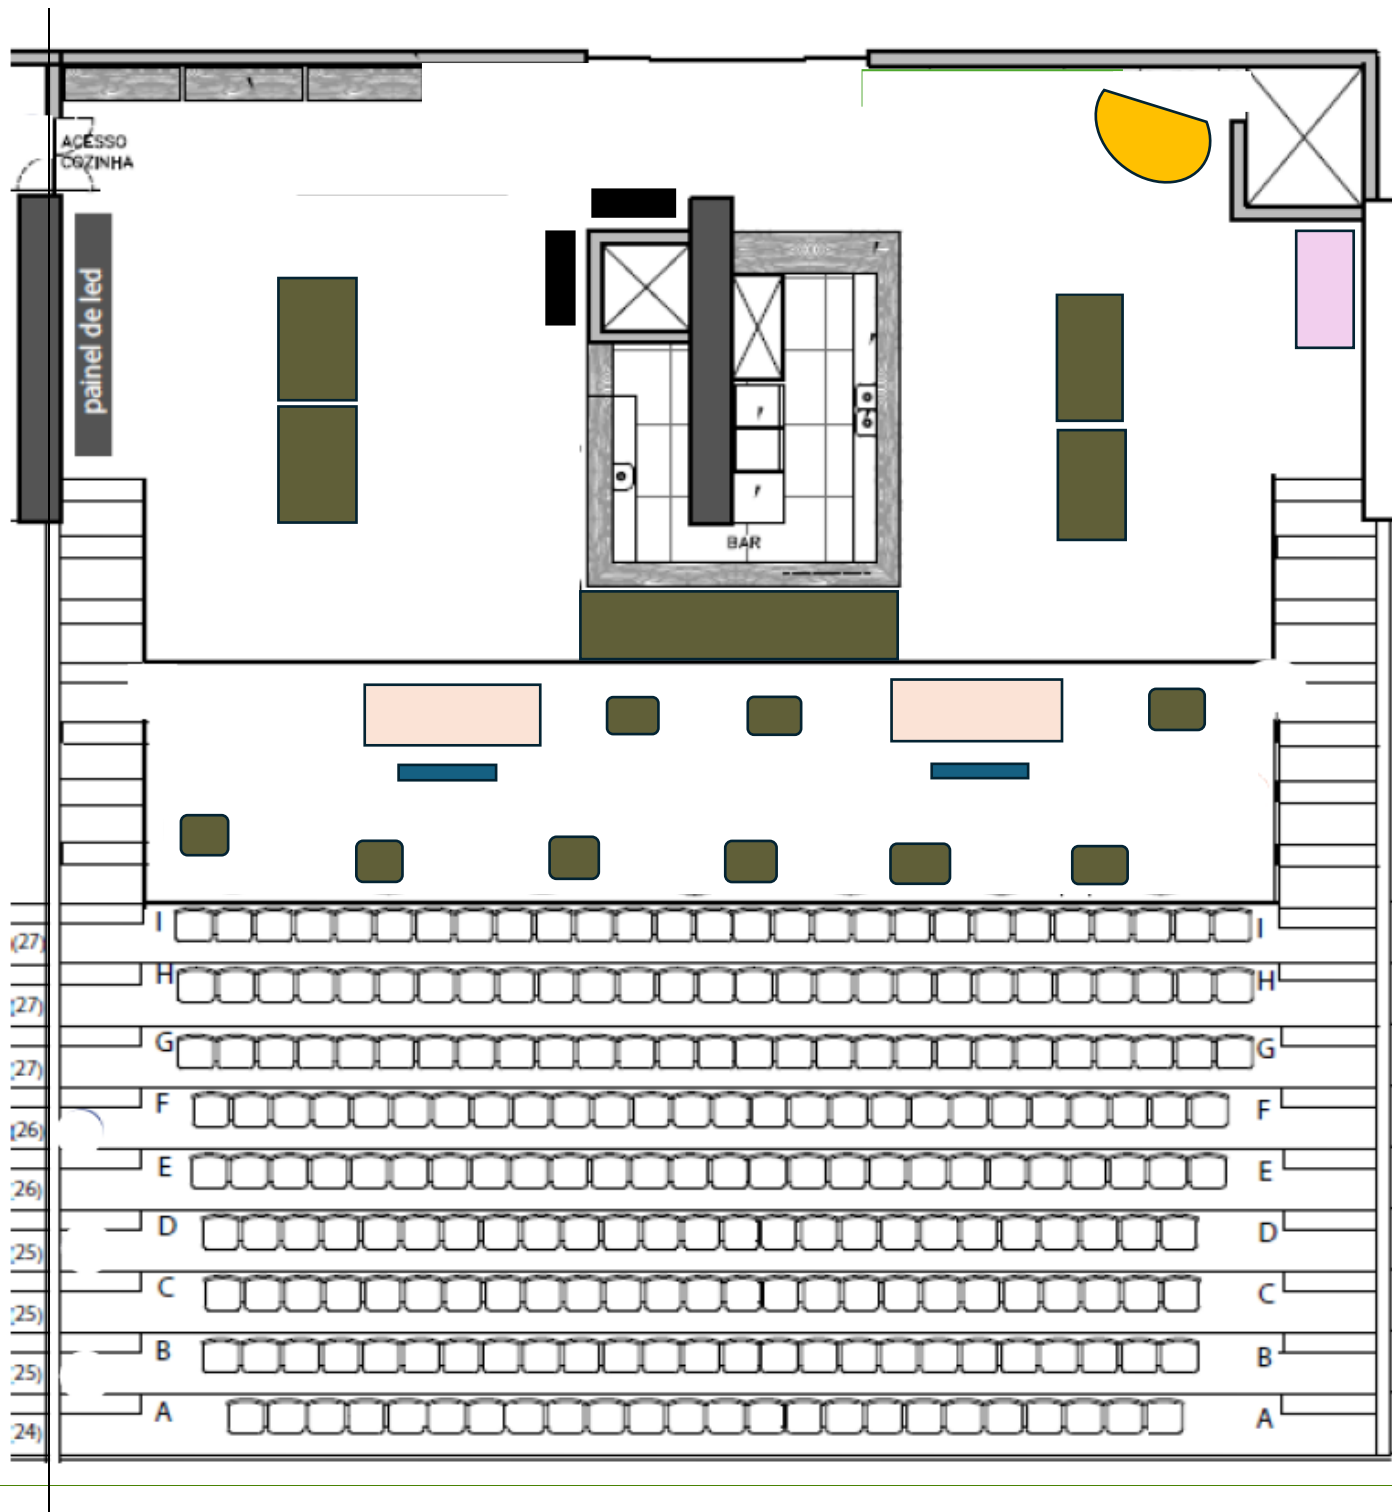 ACESSO
COZINHA
painel de led
BAR
I I
(27)
H H
(27)
G G
(27)
F F
(26)
E E
26)
D D
25)
C C
(25)
B B
25)
A A
(24)